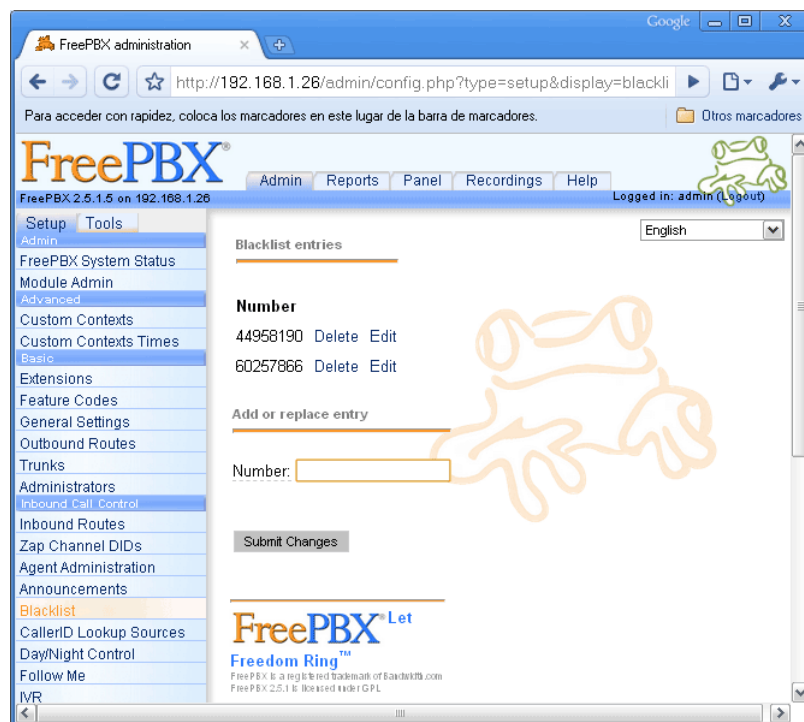 Google
FreePBX administration
http://192.168.1.26/admin/config.php?type=setup&display=blackli
Para acceder con rapidez, coloca los marcadores en este lugar de la barra de marcadores.
Otros marcadores
FreePBX®
Admin Reports Panel Recordings Help
FreePBX 2.5.1.5 on 192.168.1.26
Logged in: admin (Logout)
Setup Tools
English
Admin
FreePBX System Status
Module Admin
Advanced
Custom Contexts
Custom Contexts Times
Basic
Extensions
Feature Codes
General Settings
Outbound Routes
Trunks
Administrators
Inbound Call Control
Inbound Routes
Zap Channel DIDs
Agent Administration
Announcements
Blacklist
CallerID Lookup Sources
Day/Night Control
Follow Me
IVR
Blacklist entries
Number
44958190 Delete Edit
60257866 Delete Edit
Add or replace entry
Number:
Submit Changes
FreePBX® Let
Freedom Ring™
FreePBX is a registered trademark of Bandwidth.com
FreePBX 2.5.1 is licensed under GPL